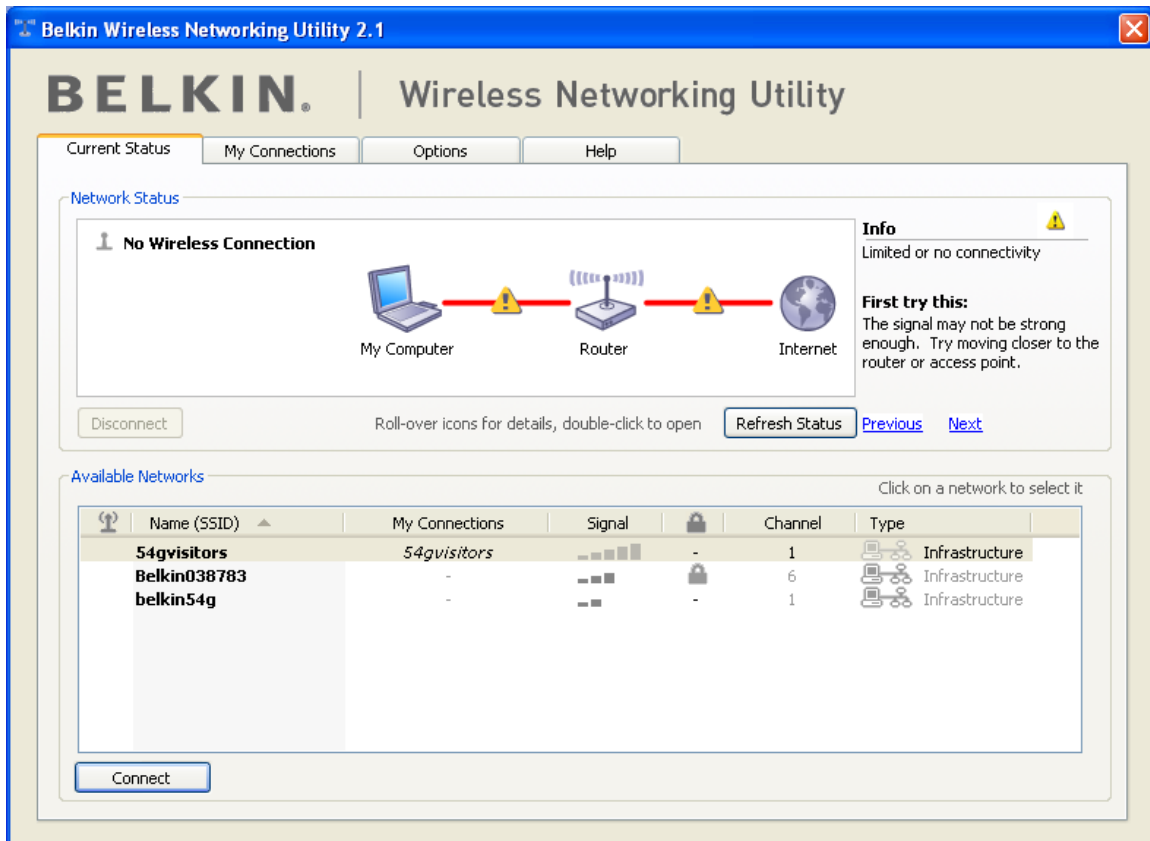 Belkin Wireless Networking Utility 2.1
BELKIN. Wireless Networking Utility
Current Status My Connections Options Help
Network Status
No Wireless Connection
My Computer Router Internet
Info
Limited or no connectivity
First try this:
The signal may not be strong
enough. Try moving closer to the
router or access point.
Disconnect Roll-over icons for details, double-click to open Refresh Status Previous Next
Available Networks
Click on a network to select it
Name (SSID) My Connections Signal Channel Type
54gvisitors 54gvisitors - 1 Infrastructure
Belkin038783 - 6 Infrastructure
belkin54g - - 1 Infrastructure
Connect